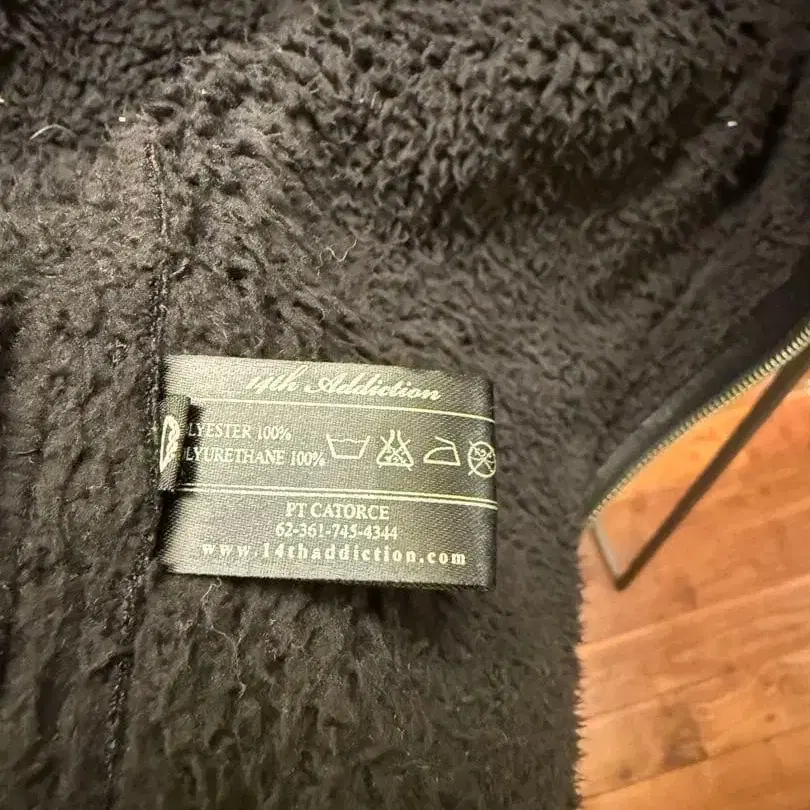 14th Addiction
LYESTER 100%
LYURETHANE 100%
PT CATORCE
62-361-745-4344
www.14thaddiction.com